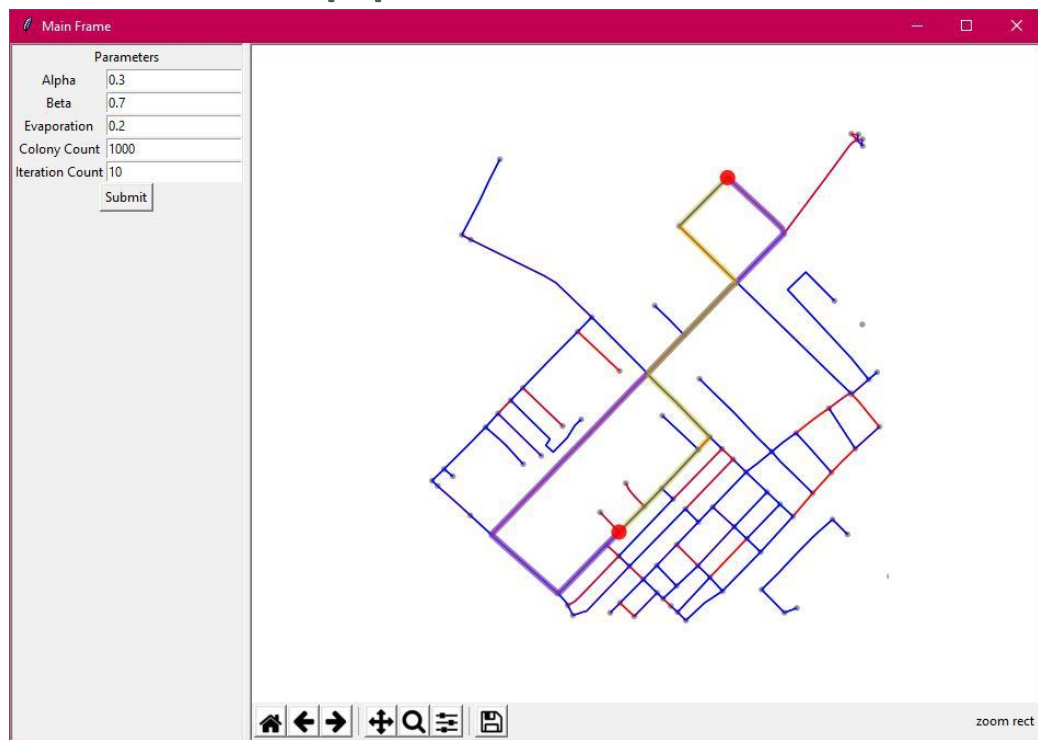 Main Frame
Parameters
Alpha 0.3
Beta 0.7
Evaporation 0.2
Colony Count 1000
Iteration Count 10
Submit
zoom rect